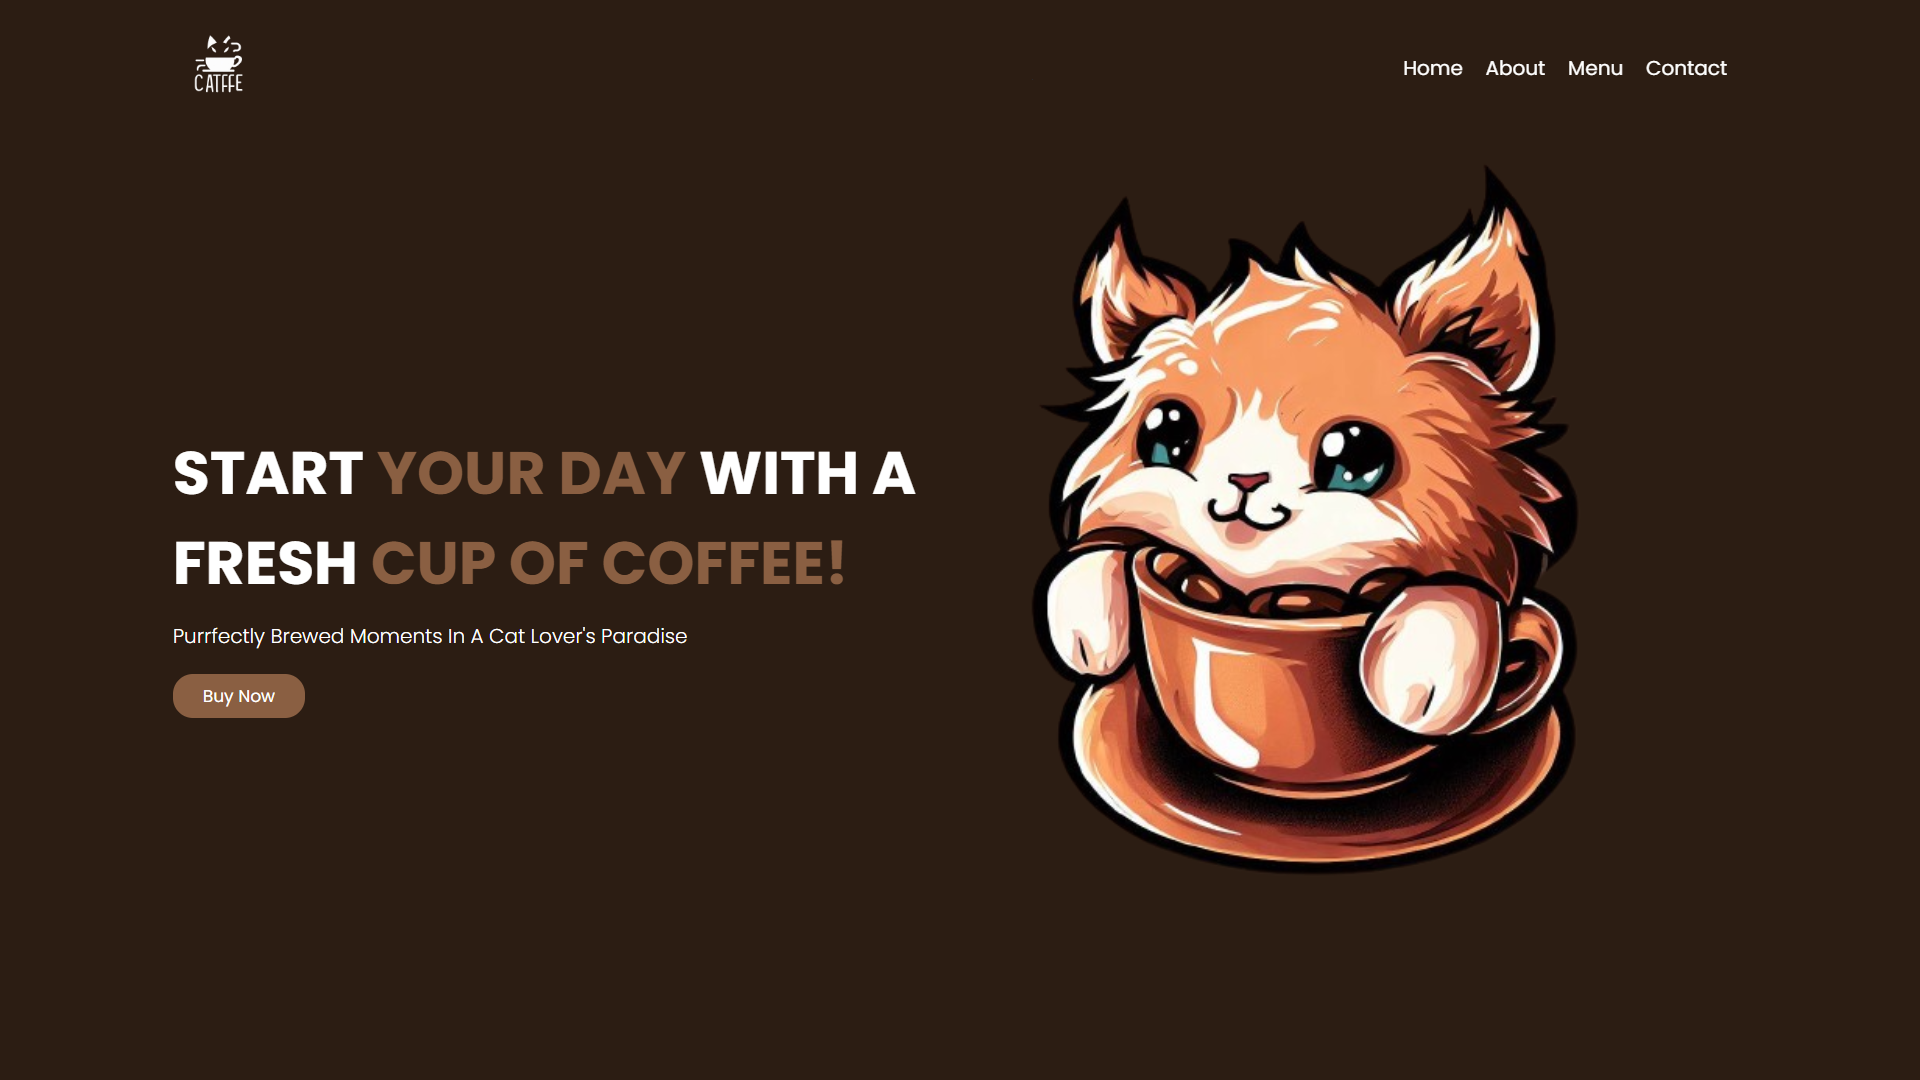 CATFFE
Home About Menu Contact
START YOUR DAY WITH A
FRESH CUP OF COFFEE!
Purrfectly Brewed Moments In A Cat Lover's Paradise
Buy Now